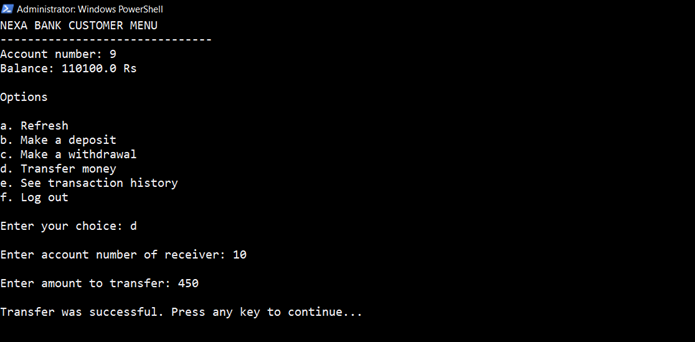 Administrator: Windows PowerShell
NEXA BANK CUSTOMER MENU
-------------------------------
Account number: 9
Balance: 110100.0 Rs
Options
a. Refresh
b. Make a deposit
c. Make a withdrawal
d. Transfer money
e. See transaction history
f. Log out
Enter your choice: d
Enter account number of receiver: 10
Enter amount to transfer: 450
Transfer was successful. Press any key to continue...